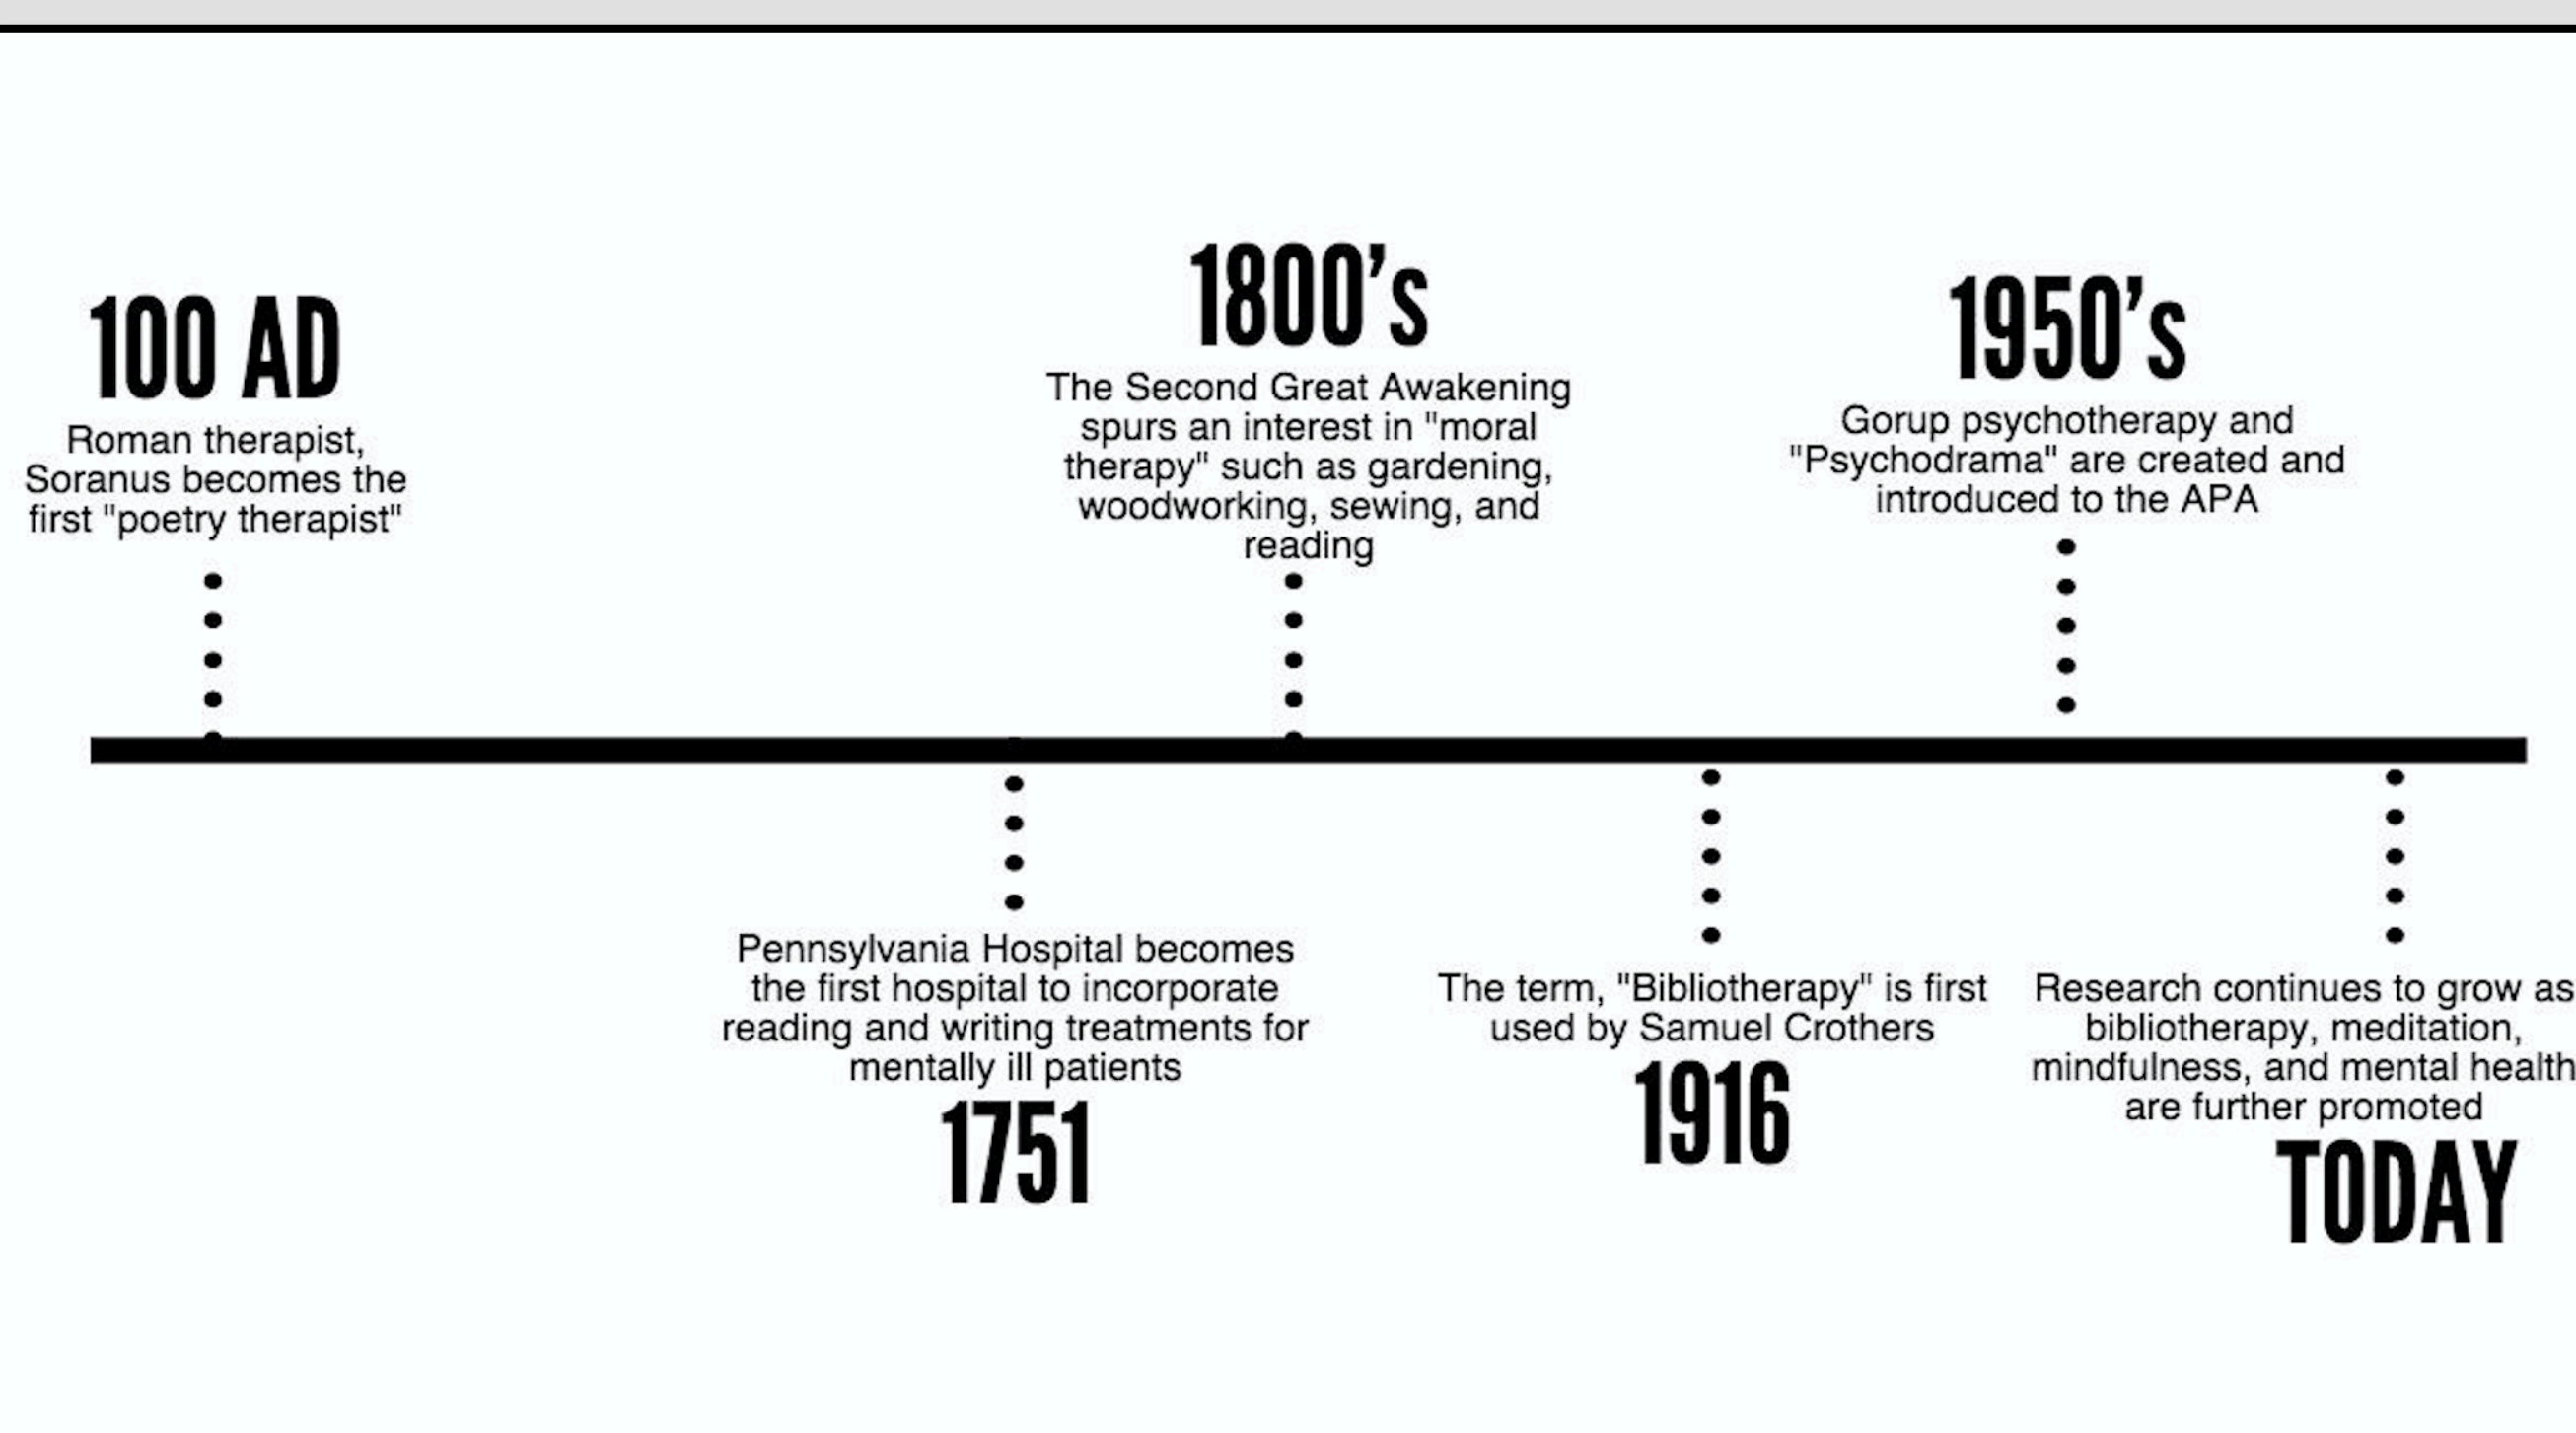 100 AD
Roman therapist,
Soranus becomes the
first "poetry therapist"
Pennsylvania Hospital becomes
the first hospital to incorporate
reading and writing treatments for
mentally ill patients
1751
1800's
The Second Great Awakening
spurs an interest in "moral
therapy" such as gardening,
woodworking, sewing, and
reading
The term, "Bibliotherapy" is first
used by Samuel Crothers
1916
1950's
Gorup psychotherapy and
"Psychodrama" are created and
introduced to the APA
Research continues to grow as
bibliotherapy, meditation,
mindfulness, and mental health
are further promoted
TODAY